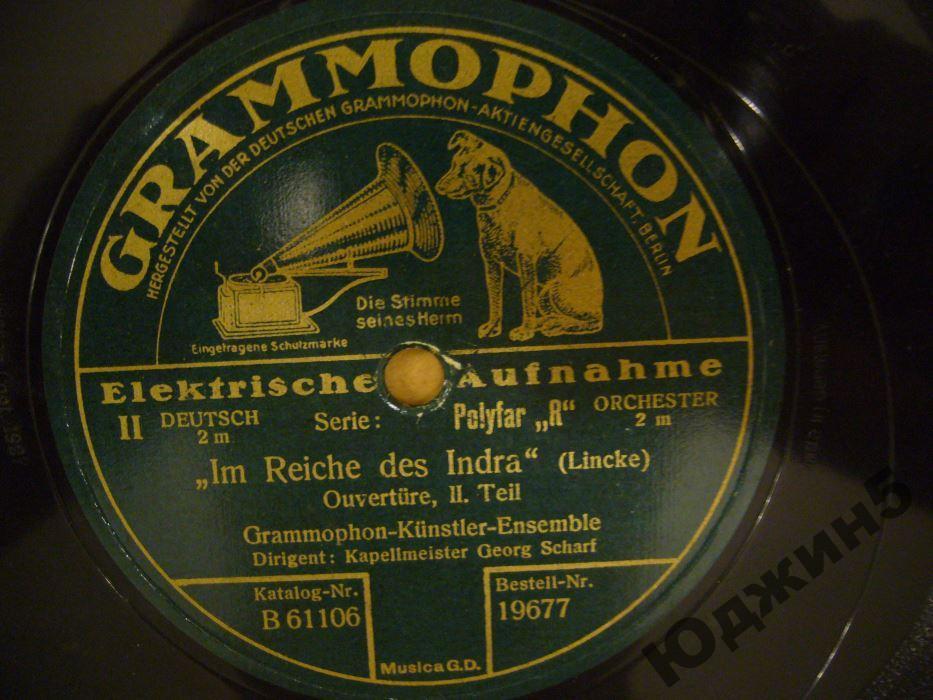 GRAMMOPHON
HERGESTELLT VON DER DEUTSCHEN GRAMMOPHON-AKTIENGESELLSCHAFT-BERLIN
Die Stimme
seines Herrn
Eingetragene Schutzmarke
Elektrische Aufnahme
II DEUTSCH 2 m Serie: Polyfar „R“ ORCHESTER 2 m
„Im Reiche des Indra“ (Lincke)
Ouvertüre, II. Teil
Grammophon-Künstler-Ensemble
Dirigent: Kapellmeister Georg Scharf
Katalog-Nr.
B 61106
Bestell-Nr.
19677
Musica G.D.
Юджин5